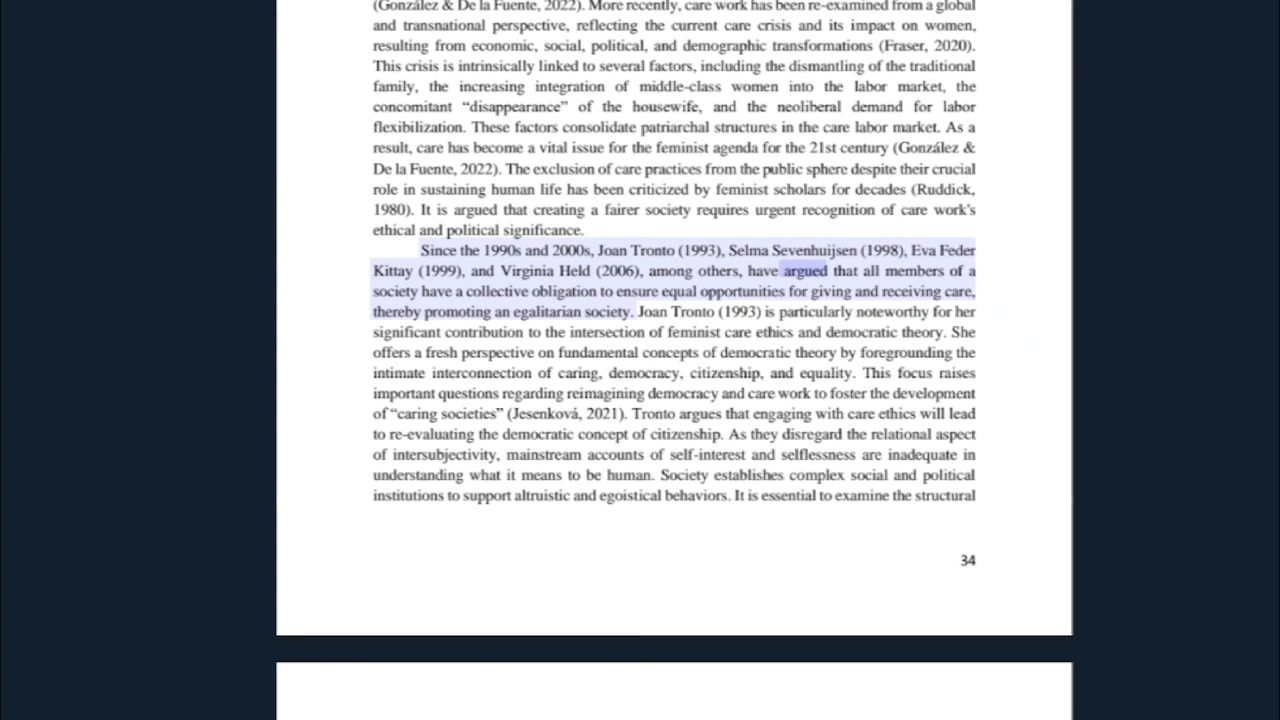 (González & De la Fuente, 2022). More recently, care work has been re-examined from a global
and transnational perspective, reflecting the current care crisis and its impact on women,
resulting from economic, social, political, and demographic transformations (Fraser, 2020).
This crisis is intrinsically linked to several factors, including the dismantling of the traditional
family, the increasing integration of middle-class women into the labor market, the
concomitant “disappearance” of the housewife, and the neoliberal demand for labor
flexibilization. These factors consolidate patriarchal structures in the care labor market. As a
result, care has become a vital issue for the feminist agenda for the 21st century (González &
De la Fuente, 2022). The exclusion of care practices from the public sphere despite their crucial
role in sustaining human life has been criticized by feminist scholars for decades (Ruddick,
1980). It is argued that creating a fairer society requires urgent recognition of care work's
ethical and political significance.
Since the 1990s and 2000s, Joan Tronto (1993), Selma Sevenhuijsen (1998), Eva Feder
Kittay (1999), and Virginia Held (2006), among others, have argued that all members of a
society have a collective obligation to ensure equal opportunities for giving and receiving care,
thereby promoting an egalitarian society. Joan Tronto (1993) is particularly noteworthy for her
significant contribution to the intersection of feminist care ethics and democratic theory. She
offers a fresh perspective on fundamental concepts of democratic theory by foregrounding the
intimate interconnection of caring, democracy, citizenship, and equality. This focus raises
important questions regarding reimagining democracy and care work to foster the development
of “caring societies” (Jesenková, 2021). Tronto argues that engaging with care ethics will lead
to re-evaluating the democratic concept of citizenship. As they disregard the relational aspect
of intersubjectivity, mainstream accounts of self-interest and selflessness are inadequate in
understanding what it means to be human. Society establishes complex social and political
institutions to support altruistic and egoistical behaviors. It is essential to examine the structural
34